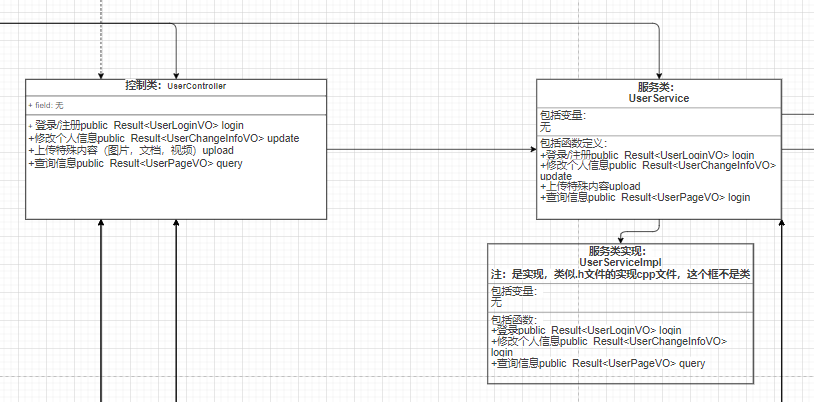 控制类：UserController
+ field: 无
+ 登录/注册public Result<UserLoginVO> login
+修改个人信息public Result<UserChangeInfoVO> update
+上传特殊内容（图片，文档，视频）upload
+查询信息public Result<UserPageVO> query
服务类：
UserService
包括变量：
无
包括函数定义：
+登录/注册public Result<UserLoginVO> login
+修改个人信息public Result<UserChangeInfoVO>
update
+上传特殊内容upload
+查询信息public Result<UserPageVO> login
服务类实现：
UserServiceImpl
注：是实现，类似.h文件的实现cpp文件，这个框不是类
包括变量：
无
包括函数：
+登录public Result<UserLoginVO> login
+修改个人信息public Result<UserChangeInfoVO>
login
+查询信息public Result<UserPageVO> query